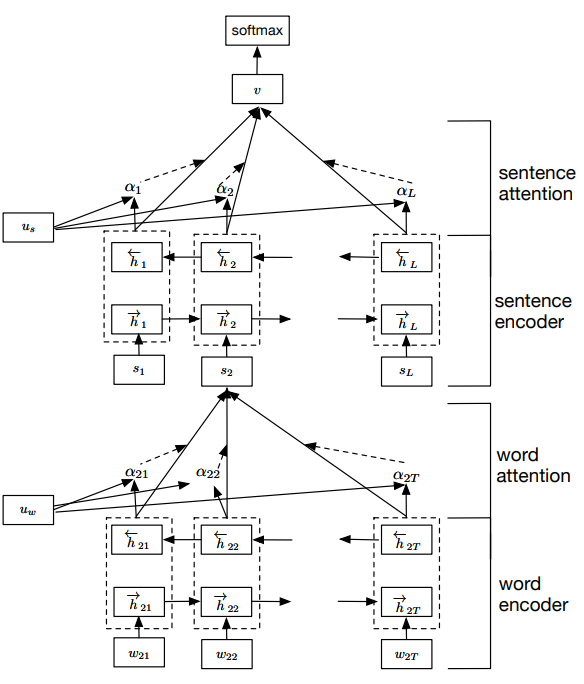 softmax
v
sentence attention
α1 α2 αL
us
←h1 ←h2 ←hL
sentence encoder
→h1 →h2 →hL
s1 s2 sL
word attention
α21 α22 α2T
uw
←h21 ←h22 ←h2T
word encoder
→h21 →h22 →h2T
w21 w22 w2T